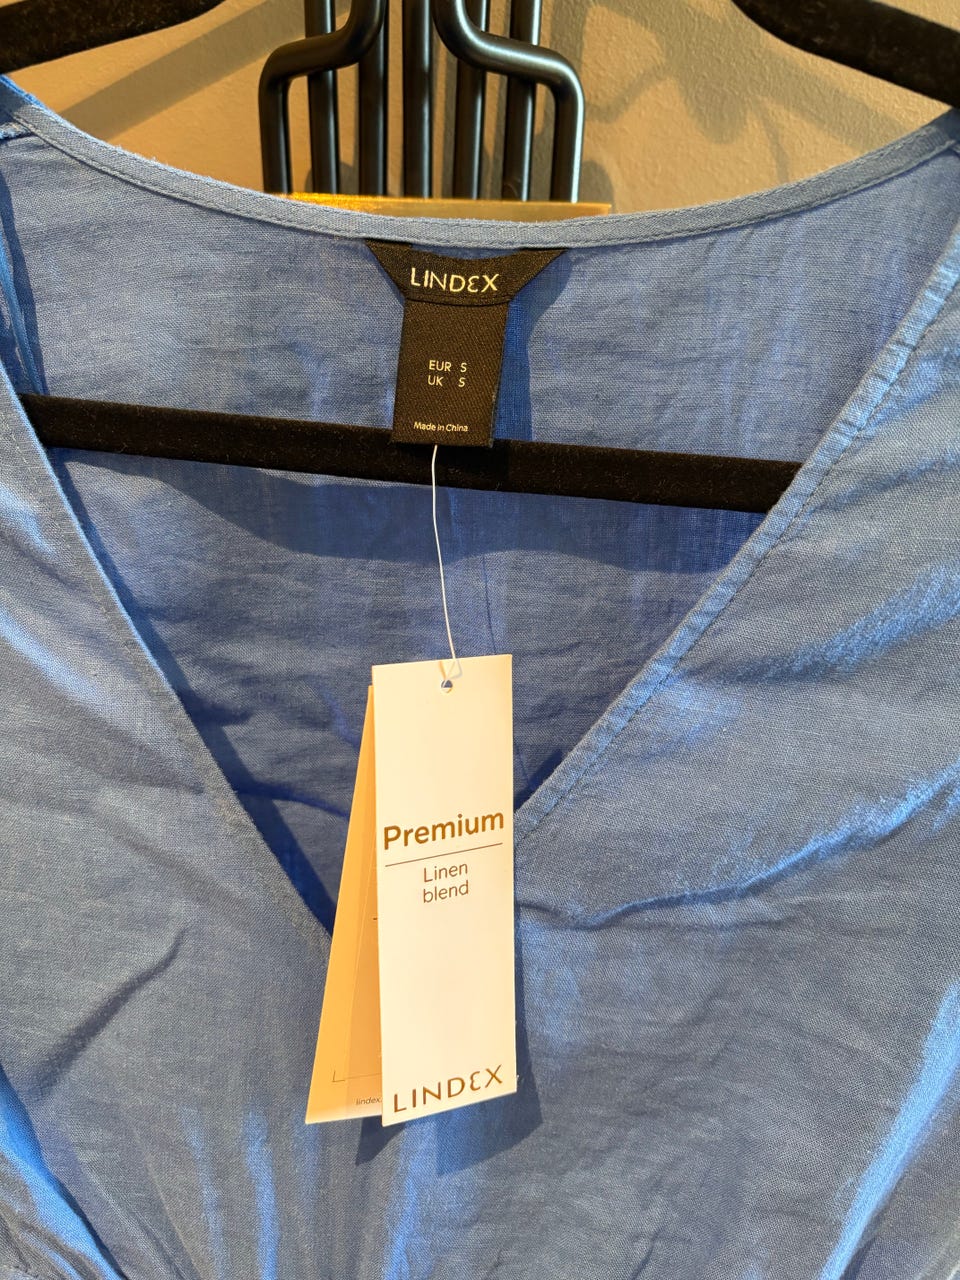 LINDEX
EUR S
UK S
Made in China
Premium
Linen
blend
LINDEX
lindex.